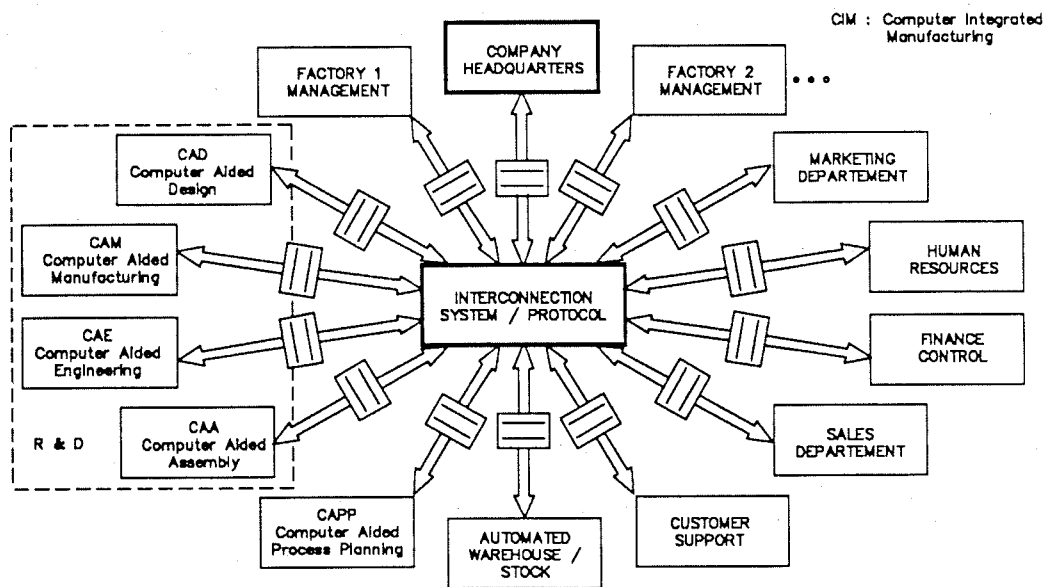 CIM : Computer Integrated
Manufacturing
COMPANY
HEADQUARTERS
FACTORY 1
MANAGEMENT
FACTORY 2
MANAGEMENT
CAD
Computer Aided
Design
MARKETING
DEPARTEMENT
CAM
Computer Aided
Manufacturing
HUMAN
RESOURCES
INTERCONNECTION
SYSTEM / PROTOCOL
CAE
Computer Aided
Engineering
FINANCE
CONTROL
R & D
CAA
Computer Aided
Assembly
SALES
DEPARTEMENT
CAPP
Computer Aided
Process Planning
AUTOMATED
WAREHOUSE /
STOCK
CUSTOMER
SUPPORT